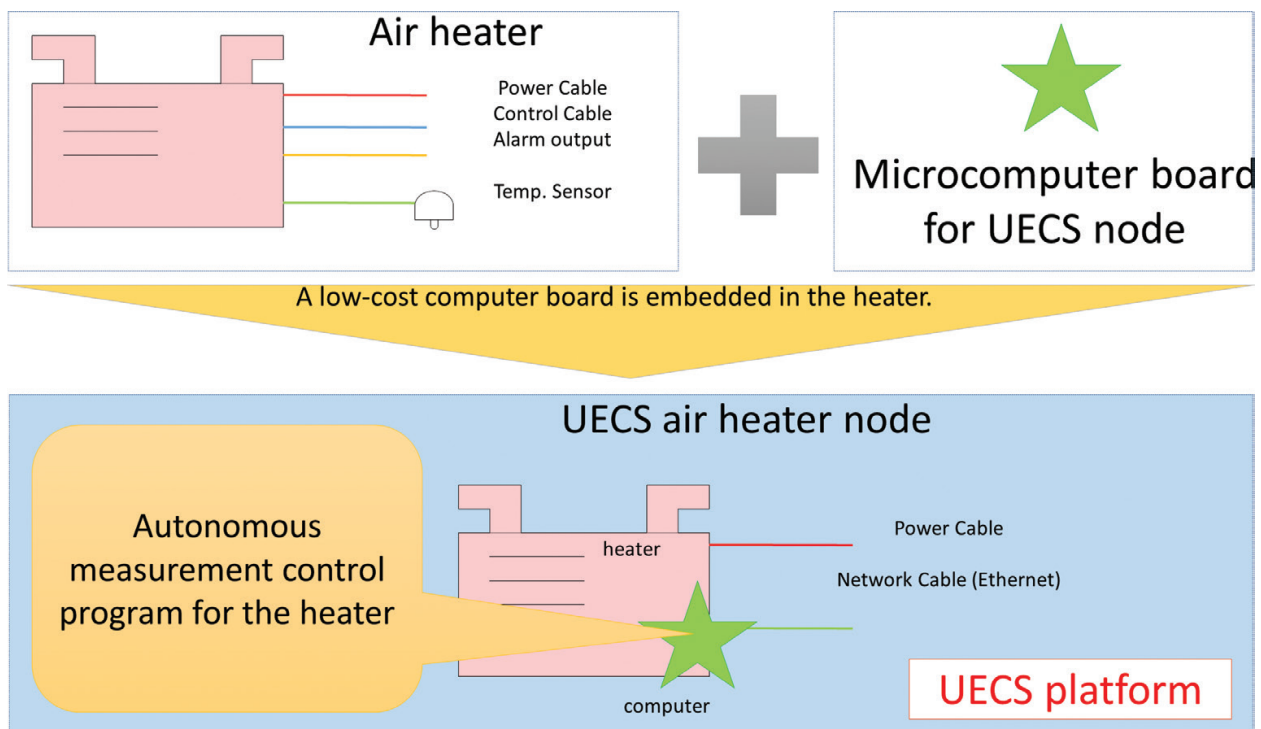 Air heater
Power Cable
Control Cable
Alarm output
Temp. Sensor
Microcomputer board
for UECS node
A low-cost computer board is embedded in the heater.
UECS air heater node
Autonomous
measurement control
program for the heater
heater
Power Cable
Network Cable (Ethernet)
computer
UECS platform